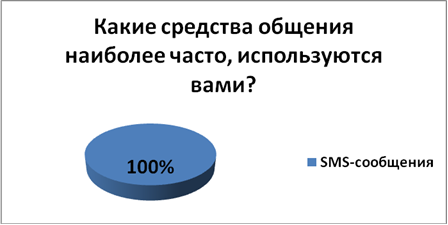 Какие средства общения
наиболее часто, используются
вами?
100%
SMS-сообщения